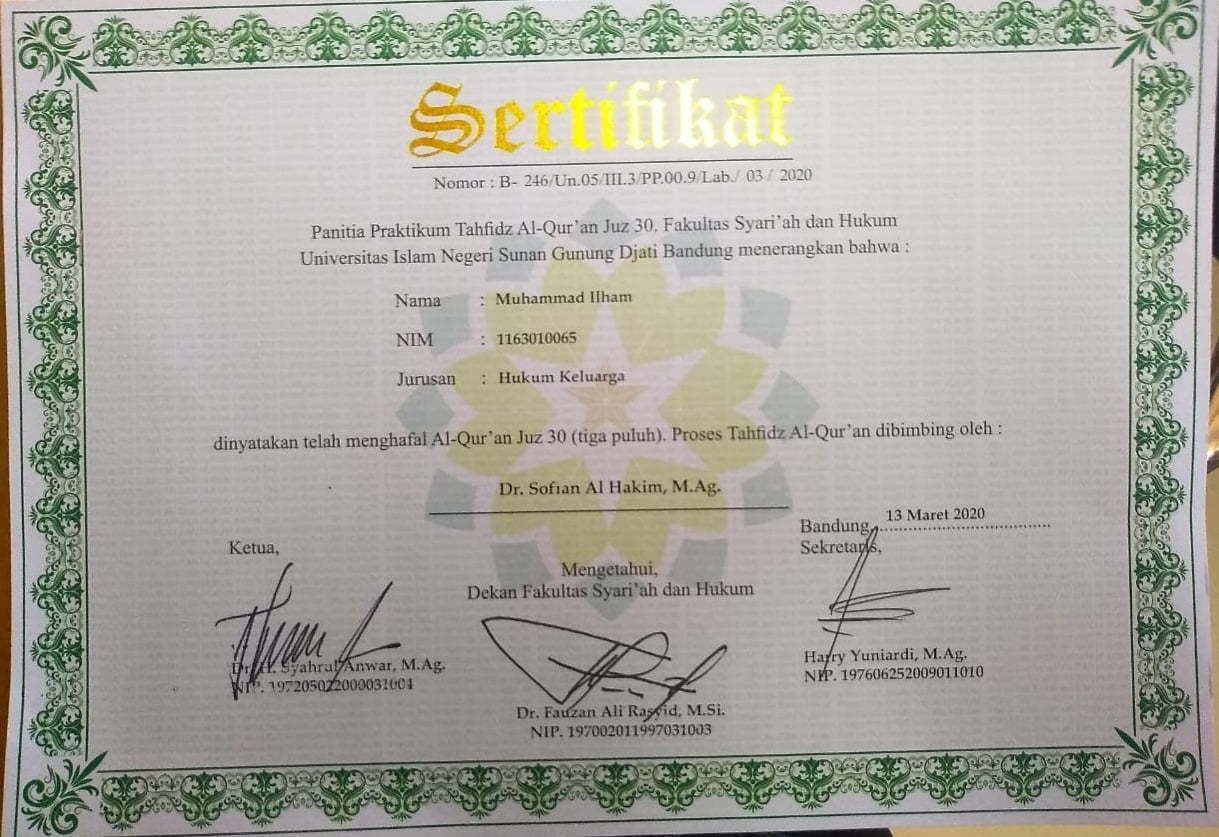 Sertifikat
Nomor : B- 246/Un.05/III.3/PP.00.9/Lab./ 03 / 2020
Panitia Praktikum Tahfidz Al-Qur'an Juz 30. Fakultas Syari'ah dan Hukum
Universitas Islam Negeri Sunan Gunung Djati Bandung menerangkan bahwa :
Nama : Muhammad Ilham
NIM : 1163010065
Jurusan : Hukum Keluarga
dinyatakan telah menghafal Al-Qur'an Juz 30 (tiga puluh). Proses Tahfidz Al-Qur'an dibimbing oleh :
Dr. Sofian Al Hakim, M.Ag.
Bandung, 13 Maret 2020
Ketua,
Sekretaris,
Mengetahui,
Dekan Fakultas Syari'ah dan Hukum
Dr. H. Syahrul Anwar, M.Ag.
NIP. 197205022000031004
Harry Yuniardi, M.Ag.
NIP. 197606252009011010
Dr. Fauzan Ali Rasyid, M.Si.
NIP. 197002011997031003